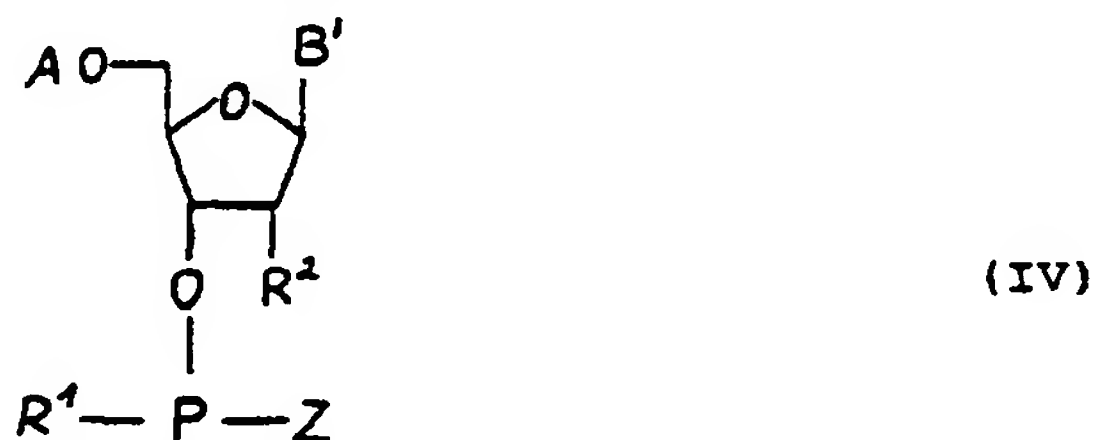 B'
A O
O
O R²
(IV)
R¹ — P — Z